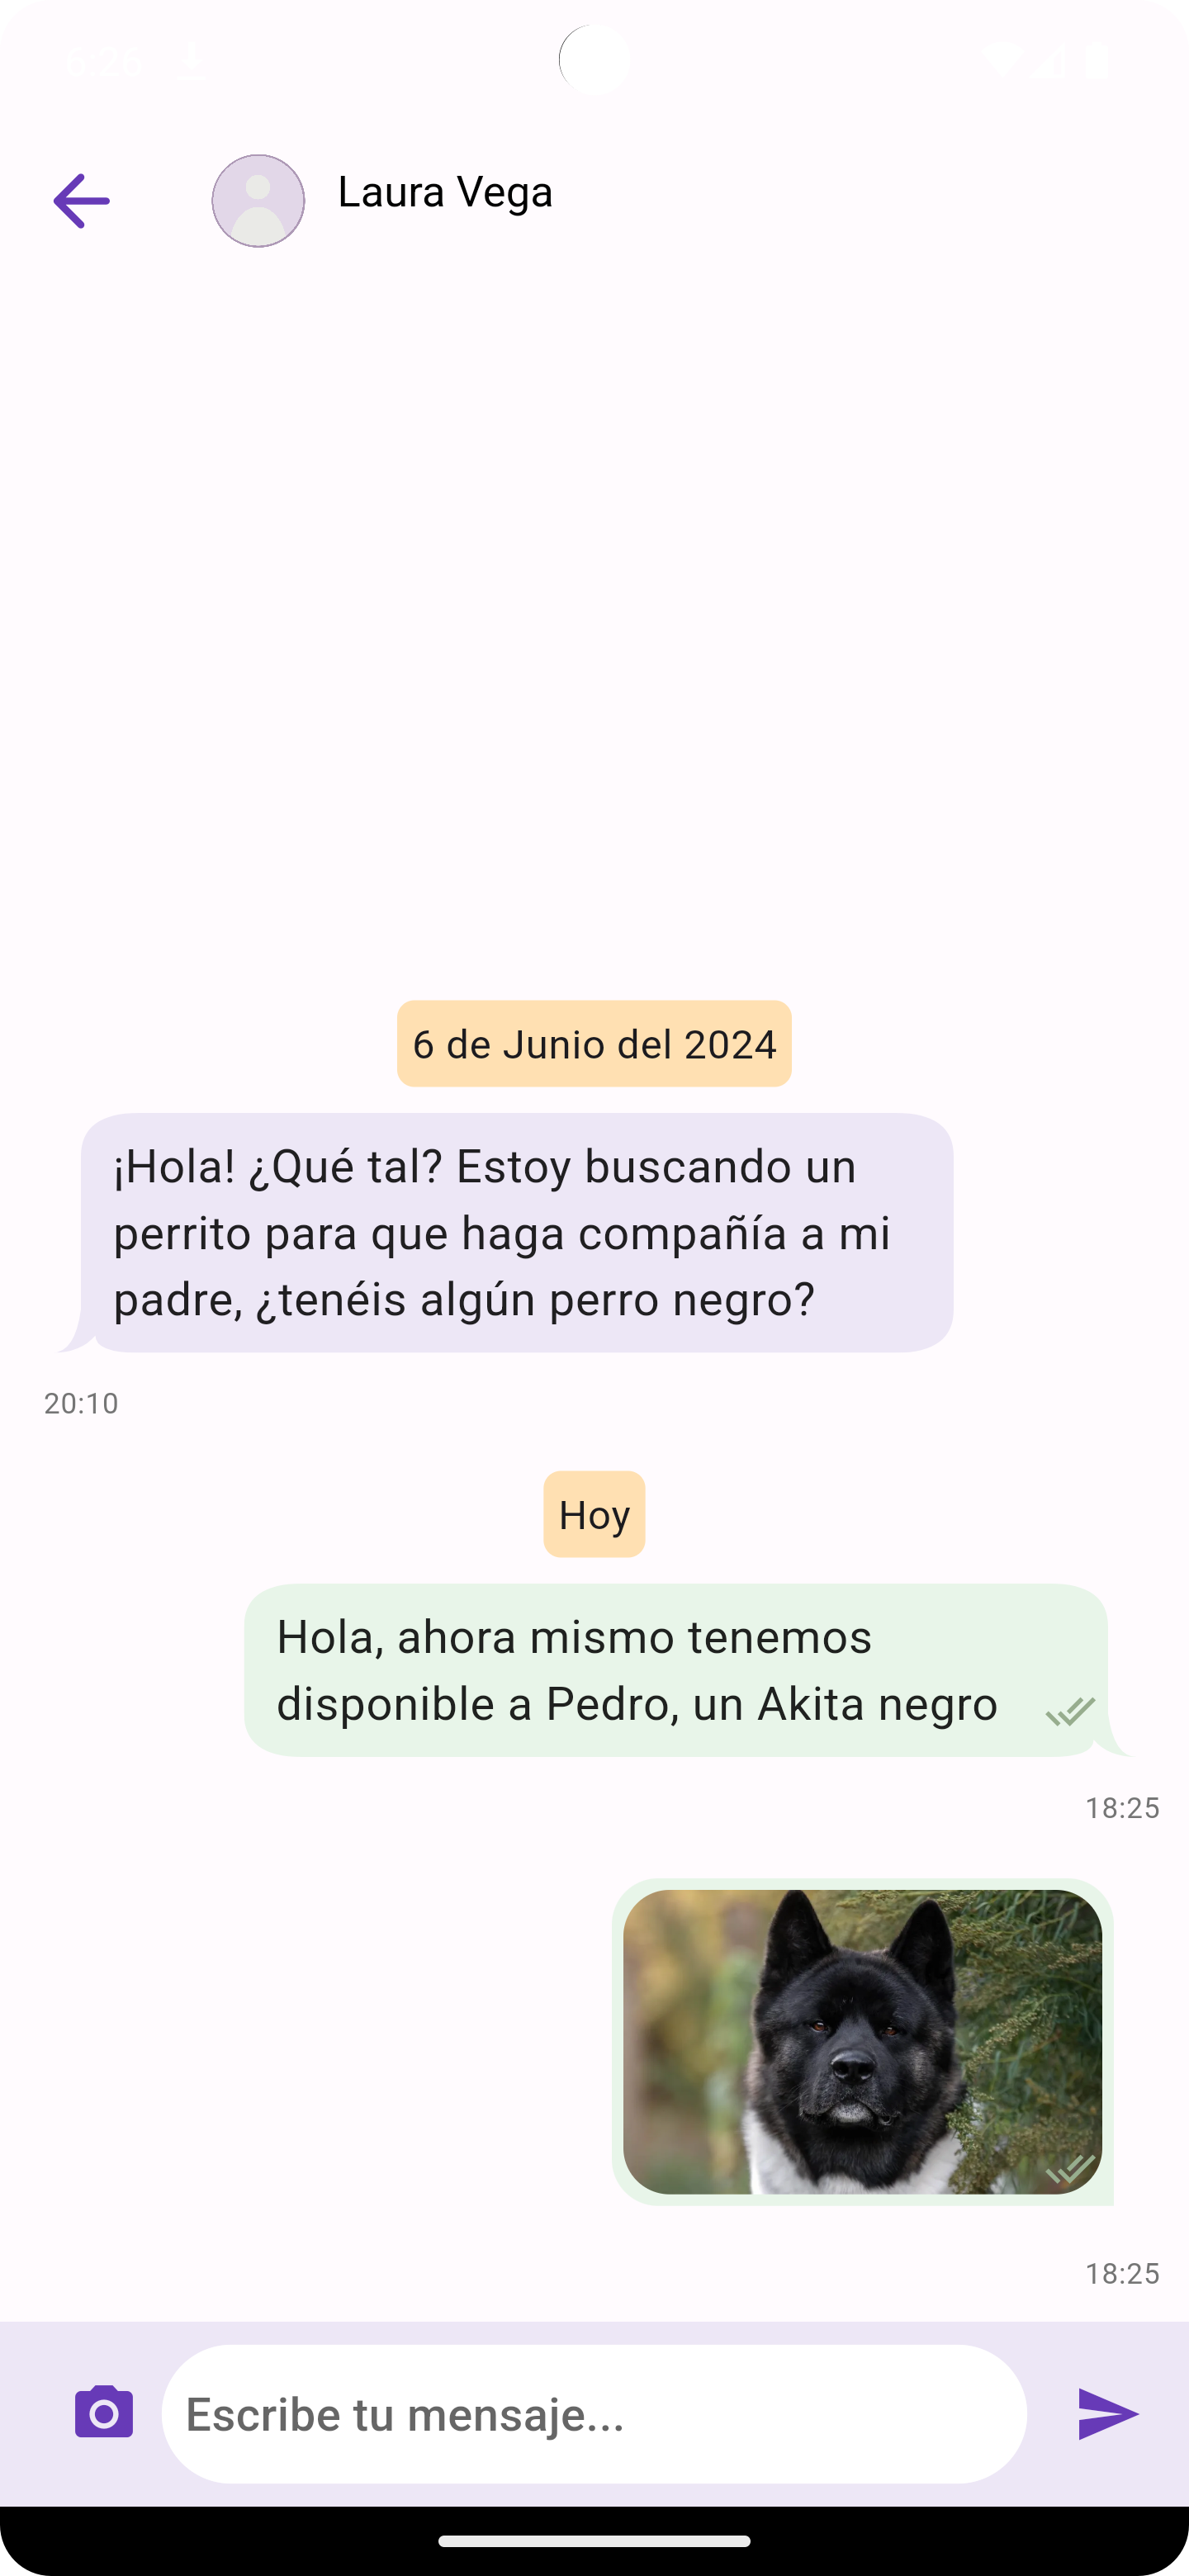 Laura Vega
6 de Junio del 2024
¡Hola! ¿Qué tal? Estoy buscando un
perrito para que haga compañía a mi
padre, ¿tenéis algún perro negro?
20:10
Hoy
Hola, ahora mismo tenemos
disponible a Pedro, un Akita negro
18:25
18:25
Escribe tu mensaje...